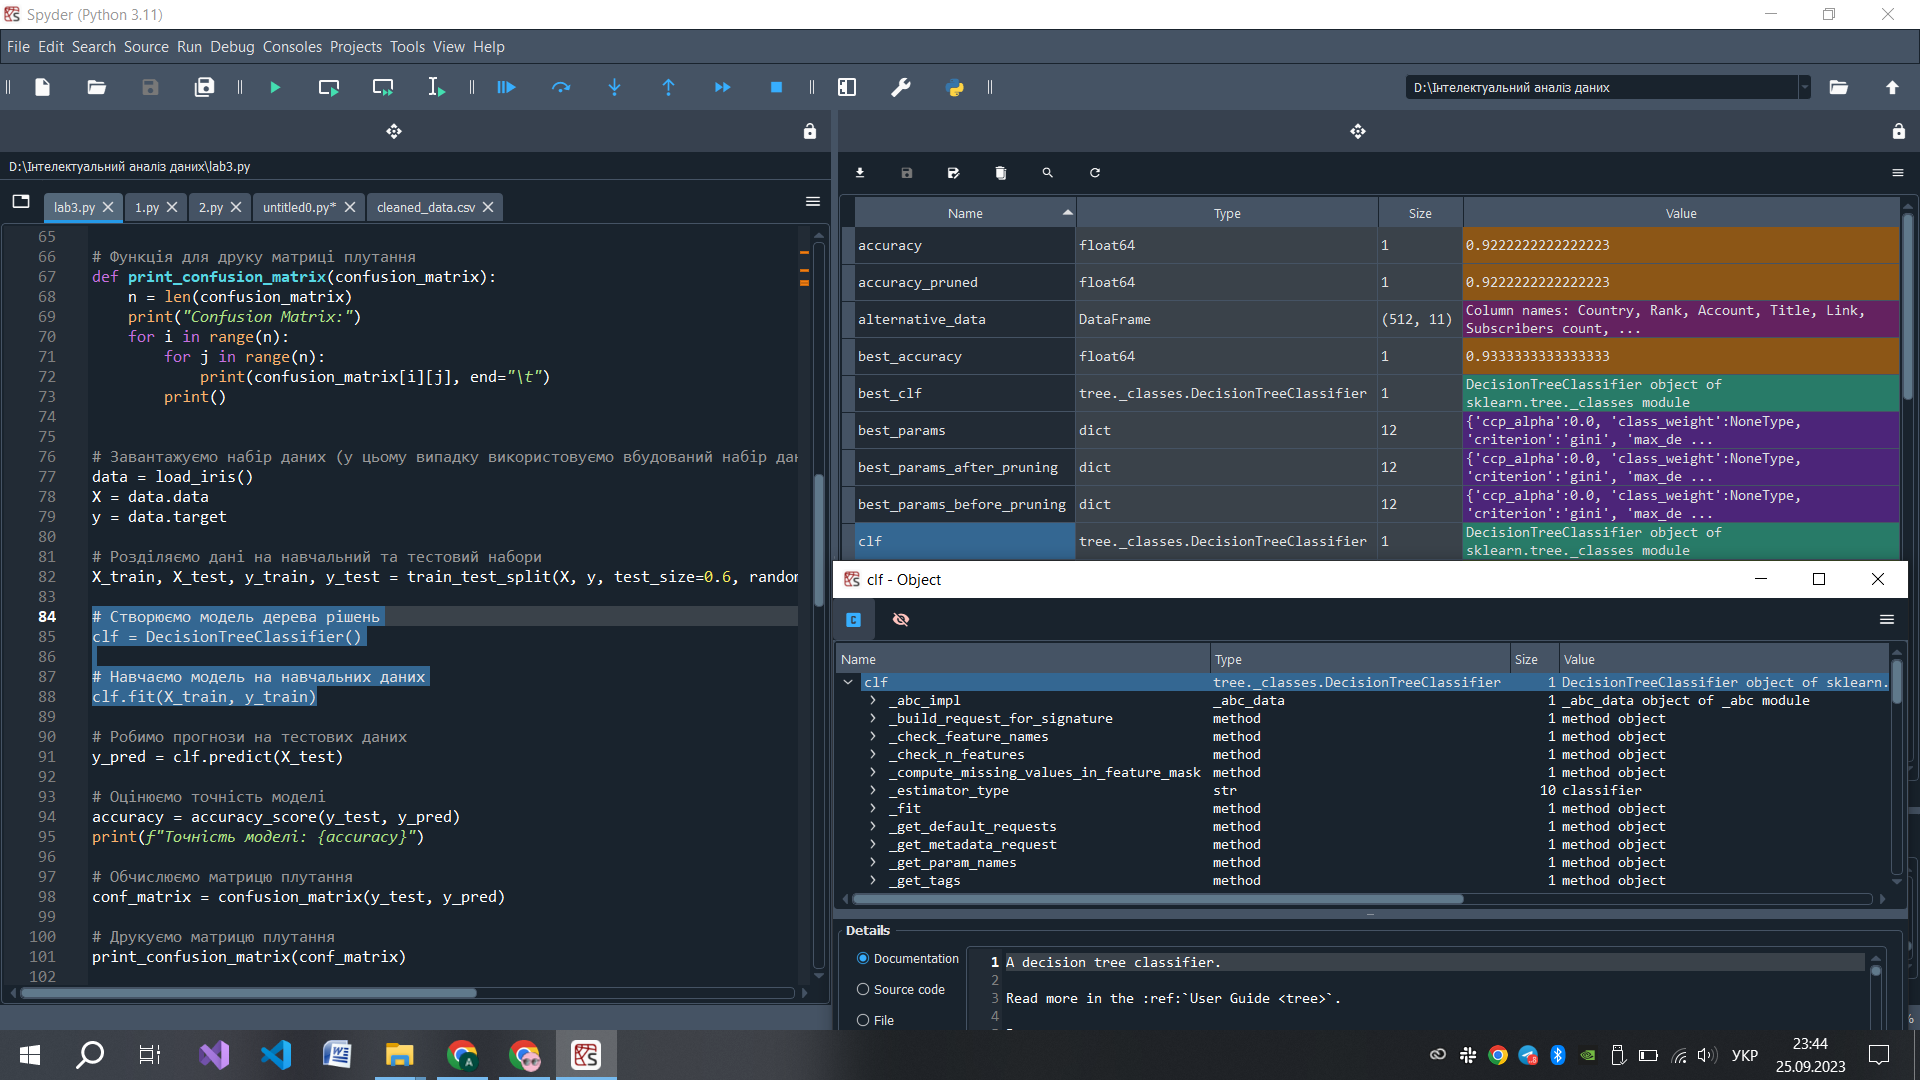 Spyder (Python 3.11)
File Edit Search Source Run Debug Consoles Projects Tools View Help
D:\Інтелектуальний аналіз даних
D:\Інтелектуальний аналіз даних\lab3.py
lab3.py 1.py 2.py untitled0.py* cleaned_data.csv
65
66 # Функція для друку матриці плутання
67 def print_confusion_matrix(confusion_matrix):
68 n = len(confusion_matrix)
69 print("Confusion Matrix:")
70 for i in range(n):
71 for j in range(n):
72 print(confusion_matrix[i][j], end="\t")
73 print()
74
75
76 # Завантажуємо набір даних (у цьому випадку використовуємо вбудований набір дан
77 data = load_iris()
78 X = data.data
79 y = data.target
80
81 # Розділяємо дані на навчальний та тестовий набори
82 X_train, X_test, y_train, y_test = train_test_split(X, y, test_size=0.6, random
83
84 # Створюємо модель дерева рішень
85 clf = DecisionTreeClassifier()
86
87 # Навчаємо модель на навчальних даних
88 clf.fit(X_train, y_train)
89
90 # Робимо прогнози на тестових даних
91 y_pred = clf.predict(X_test)
92
93 # Оцінюємо точність моделі
94 accuracy = accuracy_score(y_test, y_pred)
95 print(f"Точність моделі: {accuracy}")
96
97 # Обчислюємо матрицю плутання
98 conf_matrix = confusion_matrix(y_test, y_pred)
99
100 # Друкуємо матрицю плутання
101 print_confusion_matrix(conf_matrix)
102
Name Type Size Value
accuracy float64 1 0.9222222222222223
accuracy_pruned float64 1 0.9222222222222223
alternative_data DataFrame (512, 11) Column names: Country, Rank, Account, Title, Link,
Subscribers count, ...
best_accuracy float64 1 0.9333333333333333
best_clf tree._classes.DecisionTreeClassifier 1 DecisionTreeClassifier object of
sklearn.tree._classes module
best_params dict 12 {'ccp_alpha':0.0, 'class_weight':NoneType,
'criterion':'gini', 'max_de ...
best_params_after_pruning dict 12 {'ccp_alpha':0.0, 'class_weight':NoneType,
'criterion':'gini', 'max_de ...
best_params_before_pruning dict 12 {'ccp_alpha':0.0, 'class_weight':NoneType,
'criterion':'gini', 'max_de ...
clf tree._classes.DecisionTreeClassifier 1 DecisionTreeClassifier object of
sklearn.tree._classes module
clf - Object
Name Type Size Value
clf tree._classes.DecisionTreeClassifier 1 DecisionTreeClassifier object of sklearn.
_abc_impl _abc_data 1 _abc_data object of _abc module
_build_request_for_signature method 1 method object
_check_feature_names method 1 method object
_check_n_features method 1 method object
_compute_missing_values_in_feature_mask method 1 method object
_estimator_type str 10 classifier
_fit method 1 method object
_get_default_requests method 1 method object
_get_metadata_request method 1 method object
_get_param_names method 1 method object
_get_tags method 1 method object
Details
Documentation
Source code
File
1 A decision tree classifier.
2
3 Read more in the :ref:`User Guide <tree>`.
4
УКР
23:44
25.09.2023